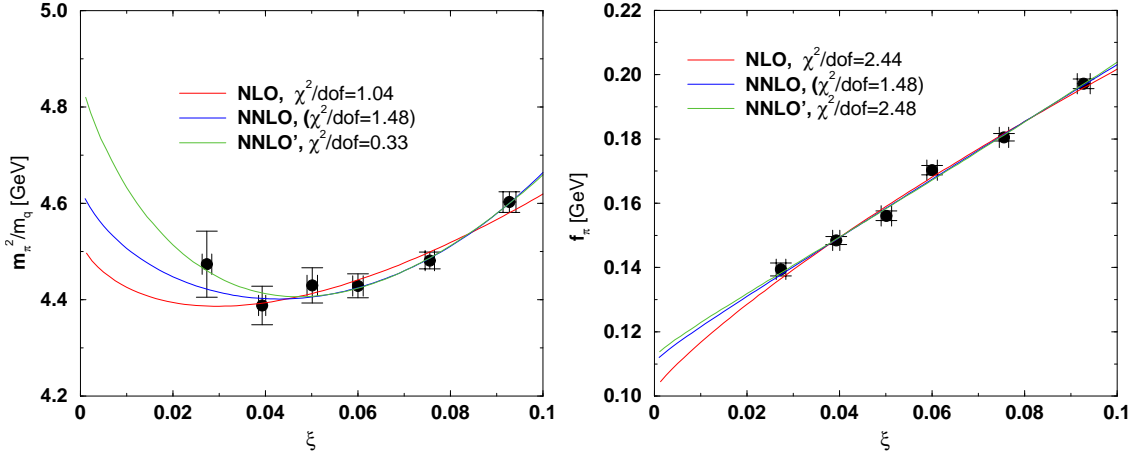 5.0
4.8
4.6
4.4
4.2
m_π^2/m_q [GeV]
NLO, χ^2/dof=1.04
NNLO, (χ^2/dof=1.48)
NNLO', χ^2/dof=0.33
0 0.02 0.04 0.06 0.08 0.1
ξ
0.22
0.20
0.18
0.16
0.14
0.12
0.10
f_π [GeV]
NLO, χ^2/dof=2.44
NNLO, (χ^2/dof=1.48)
NNLO', χ^2/dof=2.48
0 0.02 0.04 0.06 0.08 0.1
ξ